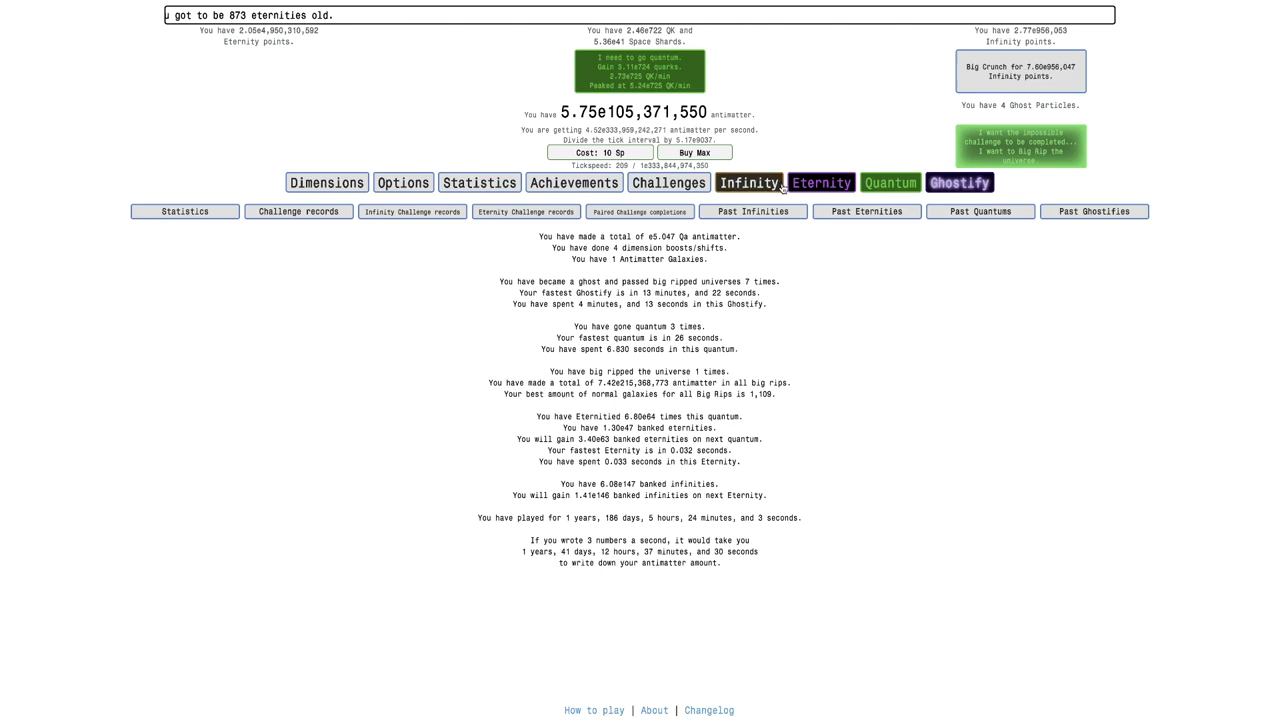 u got to be 873 eternities old.
You have 2.05e4,950,310,592
Eternity points.
You have 2.46e722 QK and
5.36e41 Space Shards.
I need to go quantum.
Gain 3.11e724 quarks.
2.73e725 QK/min
Peaked at 5.24e725 QK/min
You have 2.77e956,053
Infinity points.
Big Crunch for 7.60e956,047
Infinity points.
You have 4 Ghost Particles.
I want the impossible
challenge to be completed...
I want to Big Rip the
universe.
You have 5.75e105,371,550 antimatter.
You are getting 4.52e333,959,242,271 antimatter per second.
Divide the tick interval by 5.17e9037.
Cost: 10 Sp
Buy Max
Tickspeed: 209 / 1e333,844,974,350
Dimensions
Options
Statistics
Achievements
Challenges
Infinity
Eternity
Quantum
Ghostify
Statistics
Challenge records
Infinity Challenge records
Eternity Challenge records
Paired Challenge completions
Past Infinities
Past Eternities
Past Quantums
Past Ghostifies
You have made a total of e5.047 Qa antimatter.
You have done 4 dimension boosts/shifts.
You have 1 Antimatter Galaxies.
You have became a ghost and passed big ripped universes 7 times.
Your fastest Ghostify is in 13 minutes, and 22 seconds.
You have spent 4 minutes, and 13 seconds in this Ghostify.
You have gone quantum 3 times.
Your fastest quantum is in 26 seconds.
You have spent 6.830 seconds in this quantum.
You have big ripped the universe 1 times.
You have made a total of 7.42e215,368,773 antimatter in all big rips.
Your best amount of normal galaxies for all Big Rips is 1,109.
You have Eternitied 6.80e64 times this quantum.
You have 1.30e47 banked eternities.
You will gain 3.40e63 banked eternities on next quantum.
Your fastest Eternity is in 0.032 seconds.
You have spent 0.033 seconds in this Eternity.
You have 6.08e147 banked infinities.
You will gain 1.41e146 banked infinities on next Eternity.
You have played for 1 years, 186 days, 5 hours, 24 minutes, and 3 seconds.
If you wrote 3 numbers a second, it would take you
1 years, 41 days, 12 hours, 37 minutes, and 30 seconds
to write down your antimatter amount.
How to play | About | Changelog